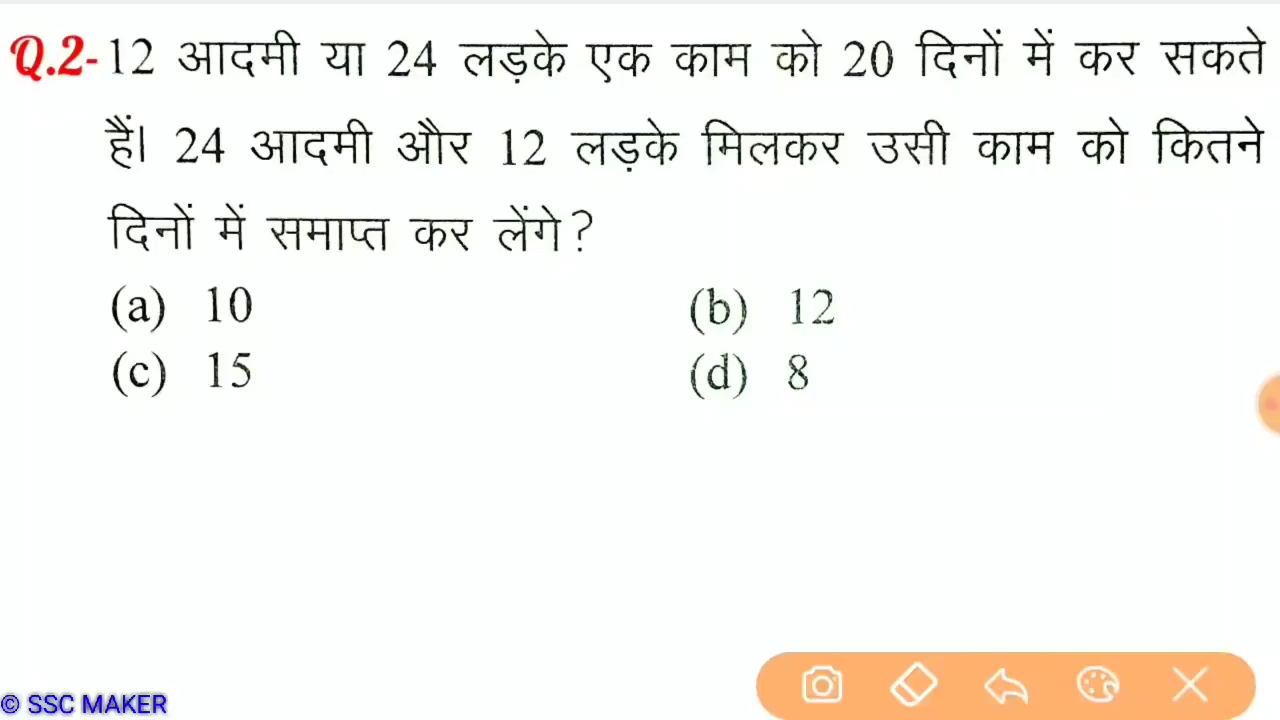 Q.2- 12 आदमी या 24 लड़के एक काम को 20 दिनों में कर सकते
हैं। 24 आदमी और 12 लड़के मिलकर उसी काम को कितने
दिनों में समाप्त कर लेंगे?
(a) 10 (b) 12
(c) 15 (d) 8
© SSC MAKER